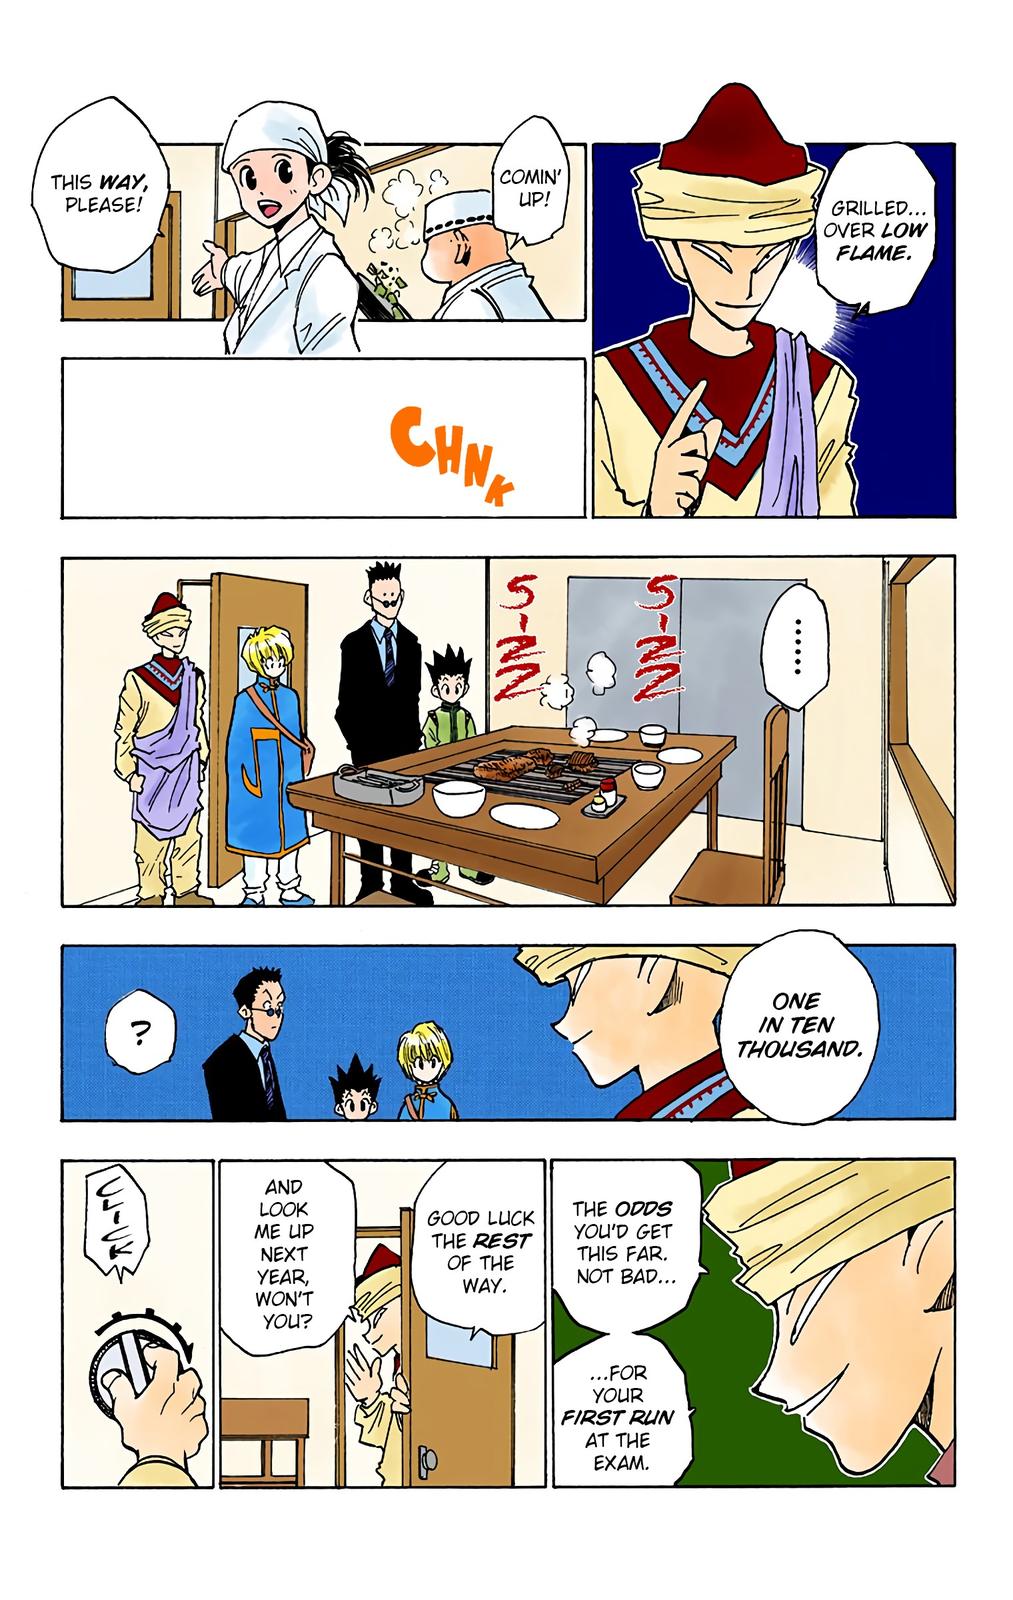 GRILLED...
OVER LOW
FLAME.
COMIN'
UP!
THIS WAY,
PLEASE!
CHNK
......
SIZZ
SIZZ
ONE
IN TEN
THOUSAND.
?
THE ODDS
YOU'D GET
THIS FAR.
NOT BAD...
...FOR
YOUR
FIRST RUN
AT THE
EXAM.
GOOD LUCK
THE REST
OF THE
WAY.
AND
LOOK
ME UP
NEXT
YEAR,
WON'T
YOU?
CLICK